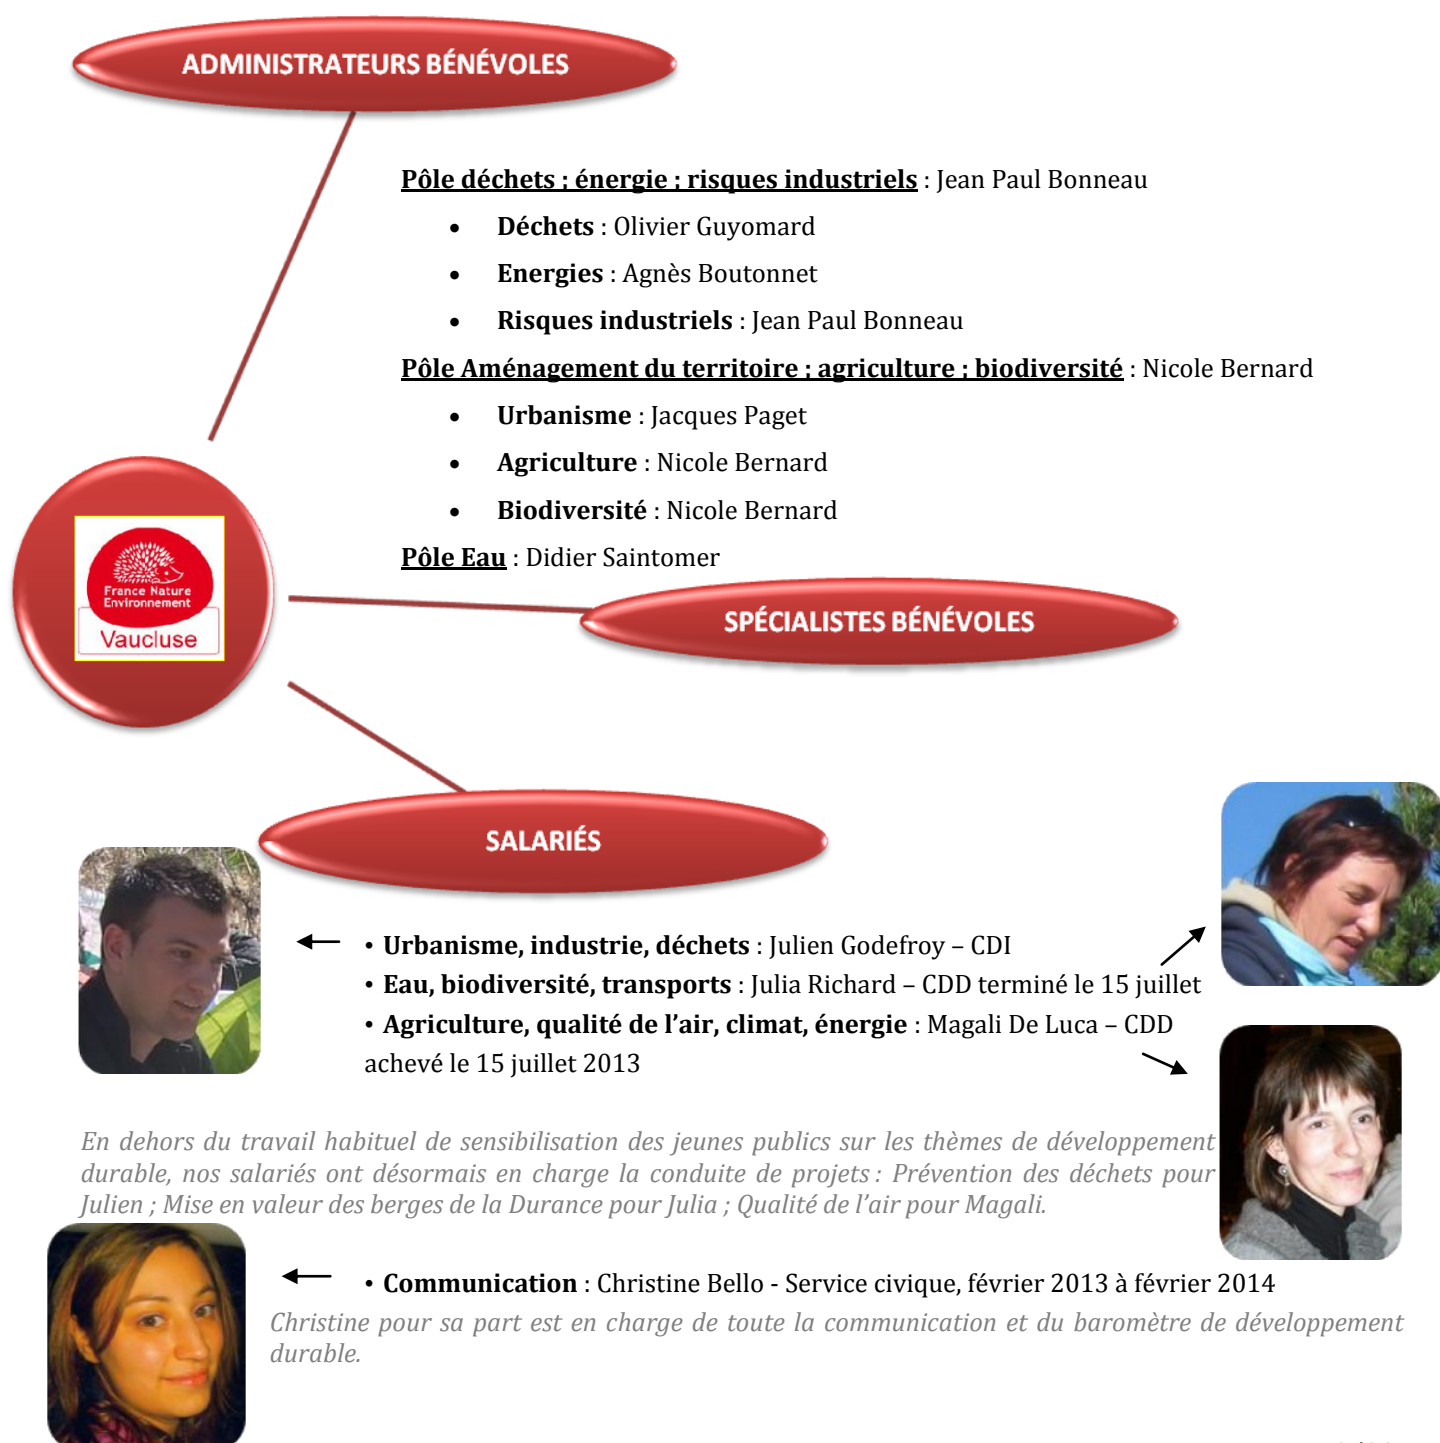 ADMINISTRATEURS BÉNÉVOLES
Pôle déchets ; énergie ; risques industriels : Jean Paul Bonneau
• Déchets : Olivier Guyomard
• Energies : Agnès Boutonnet
• Risques industriels : Jean Paul Bonneau
Pôle Aménagement du territoire ; agriculture ; biodiversité : Nicole Bernard
• Urbanisme : Jacques Paget
• Agriculture : Nicole Bernard
• Biodiversité : Nicole Bernard
Pôle Eau : Didier Saintomer
France Nature
Environnement
Vaucluse
SPÉCIALISTES BÉNÉVOLES
SALARIÉS
• Urbanisme, industrie, déchets : Julien Godefroy – CDI
• Eau, biodiversité, transports : Julia Richard – CDD terminé le 15 juillet
• Agriculture, qualité de l’air, climat, énergie : Magali De Luca – CDD
achevé le 15 juillet 2013
En dehors du travail habituel de sensibilisation des jeunes publics sur les thèmes de développement
durable, nos salariés ont désormais en charge la conduite de projets : Prévention des déchets pour
Julien ; Mise en valeur des berges de la Durance pour Julia ; Qualité de l’air pour Magali.
• Communication : Christine Bello - Service civique, février 2013 à février 2014
Christine pour sa part est en charge de toute la communication et du baromètre de développement
durable.